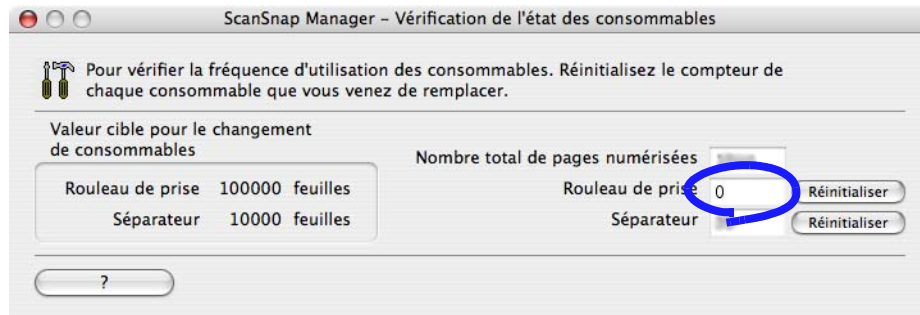 ScanSnap Manager – Vérification de l'état des consommables
Pour vérifier la fréquence d'utilisation des consommables. Réinitialisez le compteur de
chaque consommable que vous venez de remplacer.
Valeur cible pour le changement
de consommables
Rouleau de prise 100000 feuilles
Séparateur 10000 feuilles
Nombre total de pages numérisées
Rouleau de prise 0 Réinitialiser
Séparateur Réinitialiser
?